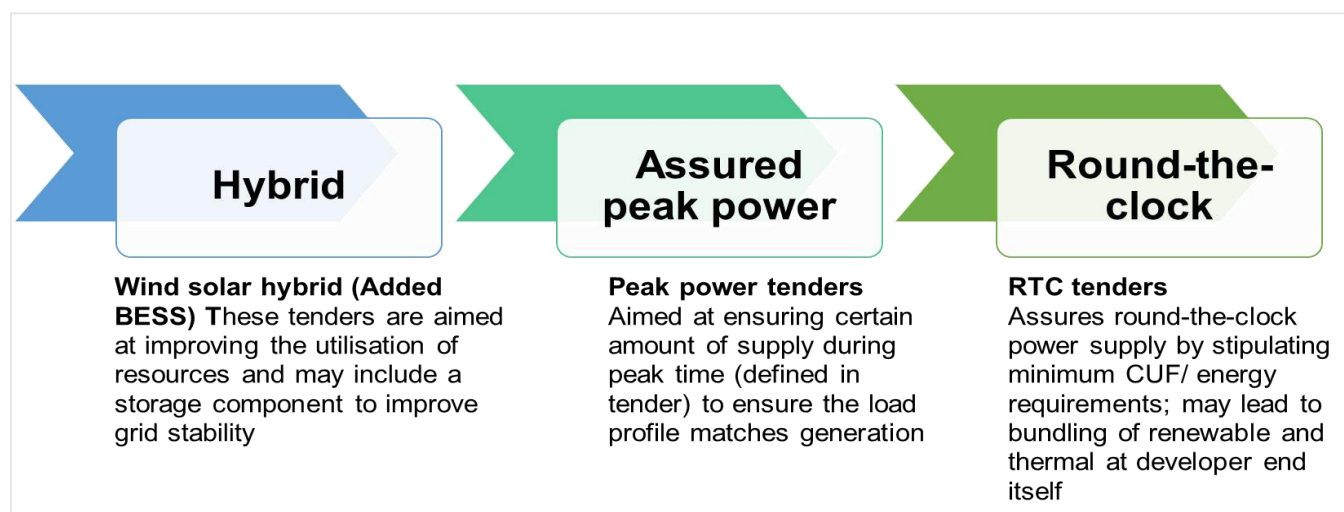 Hybrid
Wind solar hybrid (Added
BESS) These tenders are aimed
at improving the utilisation of
resources and may include a
storage component to improve
grid stability
Assured
peak power
Peak power tenders
Aimed at ensuring certain
amount of supply during
peak time (defined in
tender) to ensure the load
profile matches generation
Round-the-
clock
RTC tenders
Assures round-the-clock
power supply by stipulating
minimum CUF/ energy
requirements; may lead to
bundling of renewable and
thermal at developer end
itself